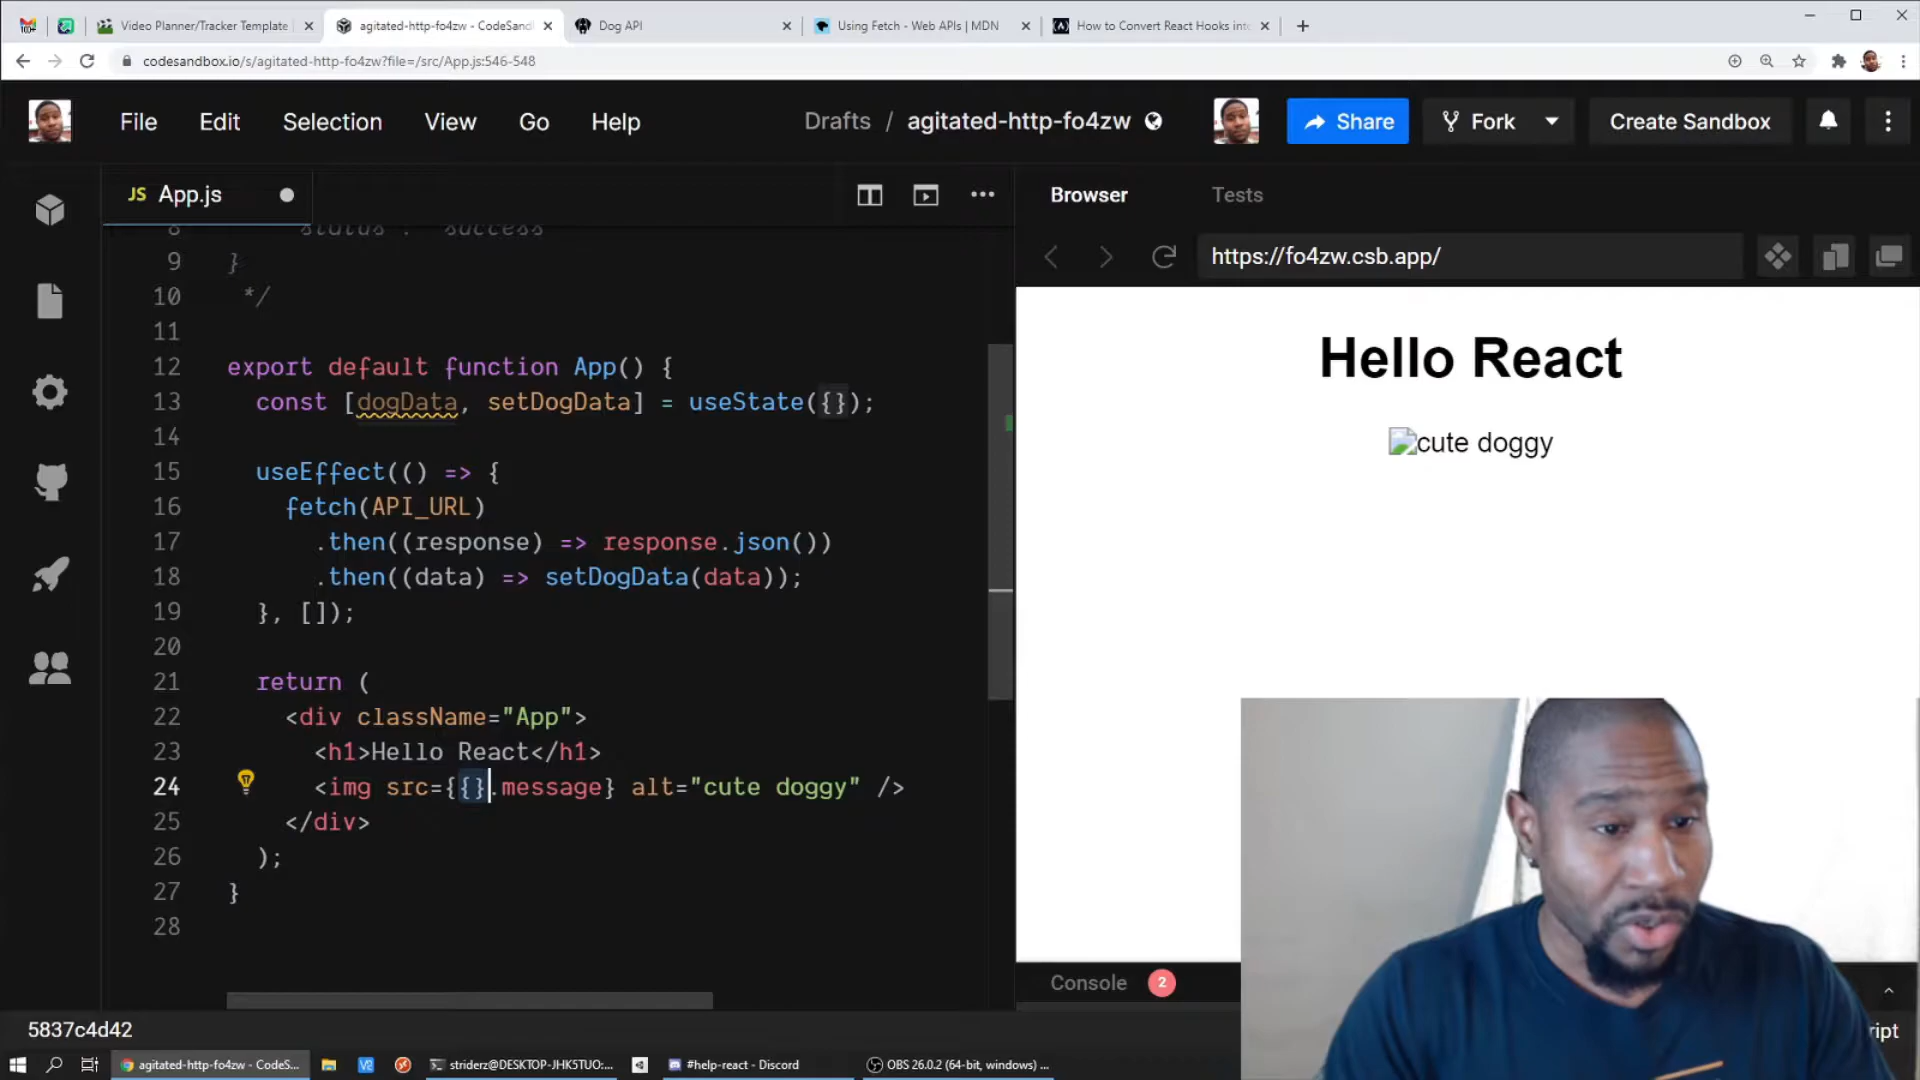 Video Planner/Tracker Template
agitated-http-fo4zw - CodeSand
Dog API
Using Fetch - Web APIs | MDN
How to Convert React Hooks into
codesandbox.io/s/agitated-http-fo4zw?file=/src/App.js:546-548
File
Edit
Selection
View
Go
Help
Drafts / agitated-http-fo4zw
Share
Fork
Create Sandbox
JS App.js
Browser
Tests
https://fo4zw.csb.app/
8 "status": "success"
9 }
10 */
11
12 export default function App() {
13 const [dogData, setDogData] = useState({});
14
15 useEffect(() => {
16 fetch(API_URL)
17 .then((response) => response.json())
18 .then((data) => setDogData(data));
19 }, []);
20
21 return (
22 <div className="App">
23 <h1>Hello React</h1>
24 <img src={{}.message} alt="cute doggy" />
25 </div>
26 );
27 }
28
Hello React
cute doggy
Console 2
5837c4d42
ript
agitated-http-fo4zw - CodeS...
striderz@DESKTOP-JHK5TUO:...
#help-react - Discord
OBS 26.0.2 (64-bit, windows) ...